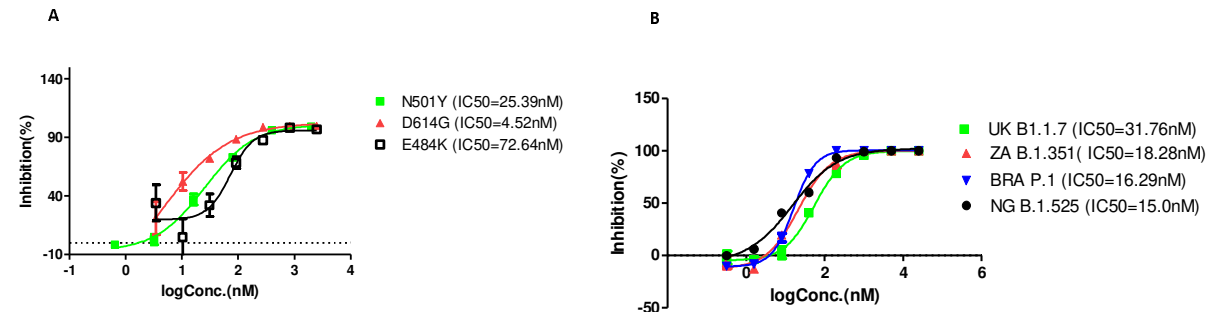 A
140
90
40
-10
-1
0
1
2
3
4
Inhibition(%)
logConc.(nM)
N501Y (IC50=25.39nM)
D614G (IC50=4.52nM)
E484K (IC50=72.64nM)
B
150
100
50
0
-50
0
2
4
6
Inhibition(%)
logConc.(nM)
UK B1.1.7 (IC50=31.76nM)
ZA B.1.351( IC50=18.28nM)
BRA P.1 (IC50=16.29nM)
NG B.1.525 (IC50=15.0nM)